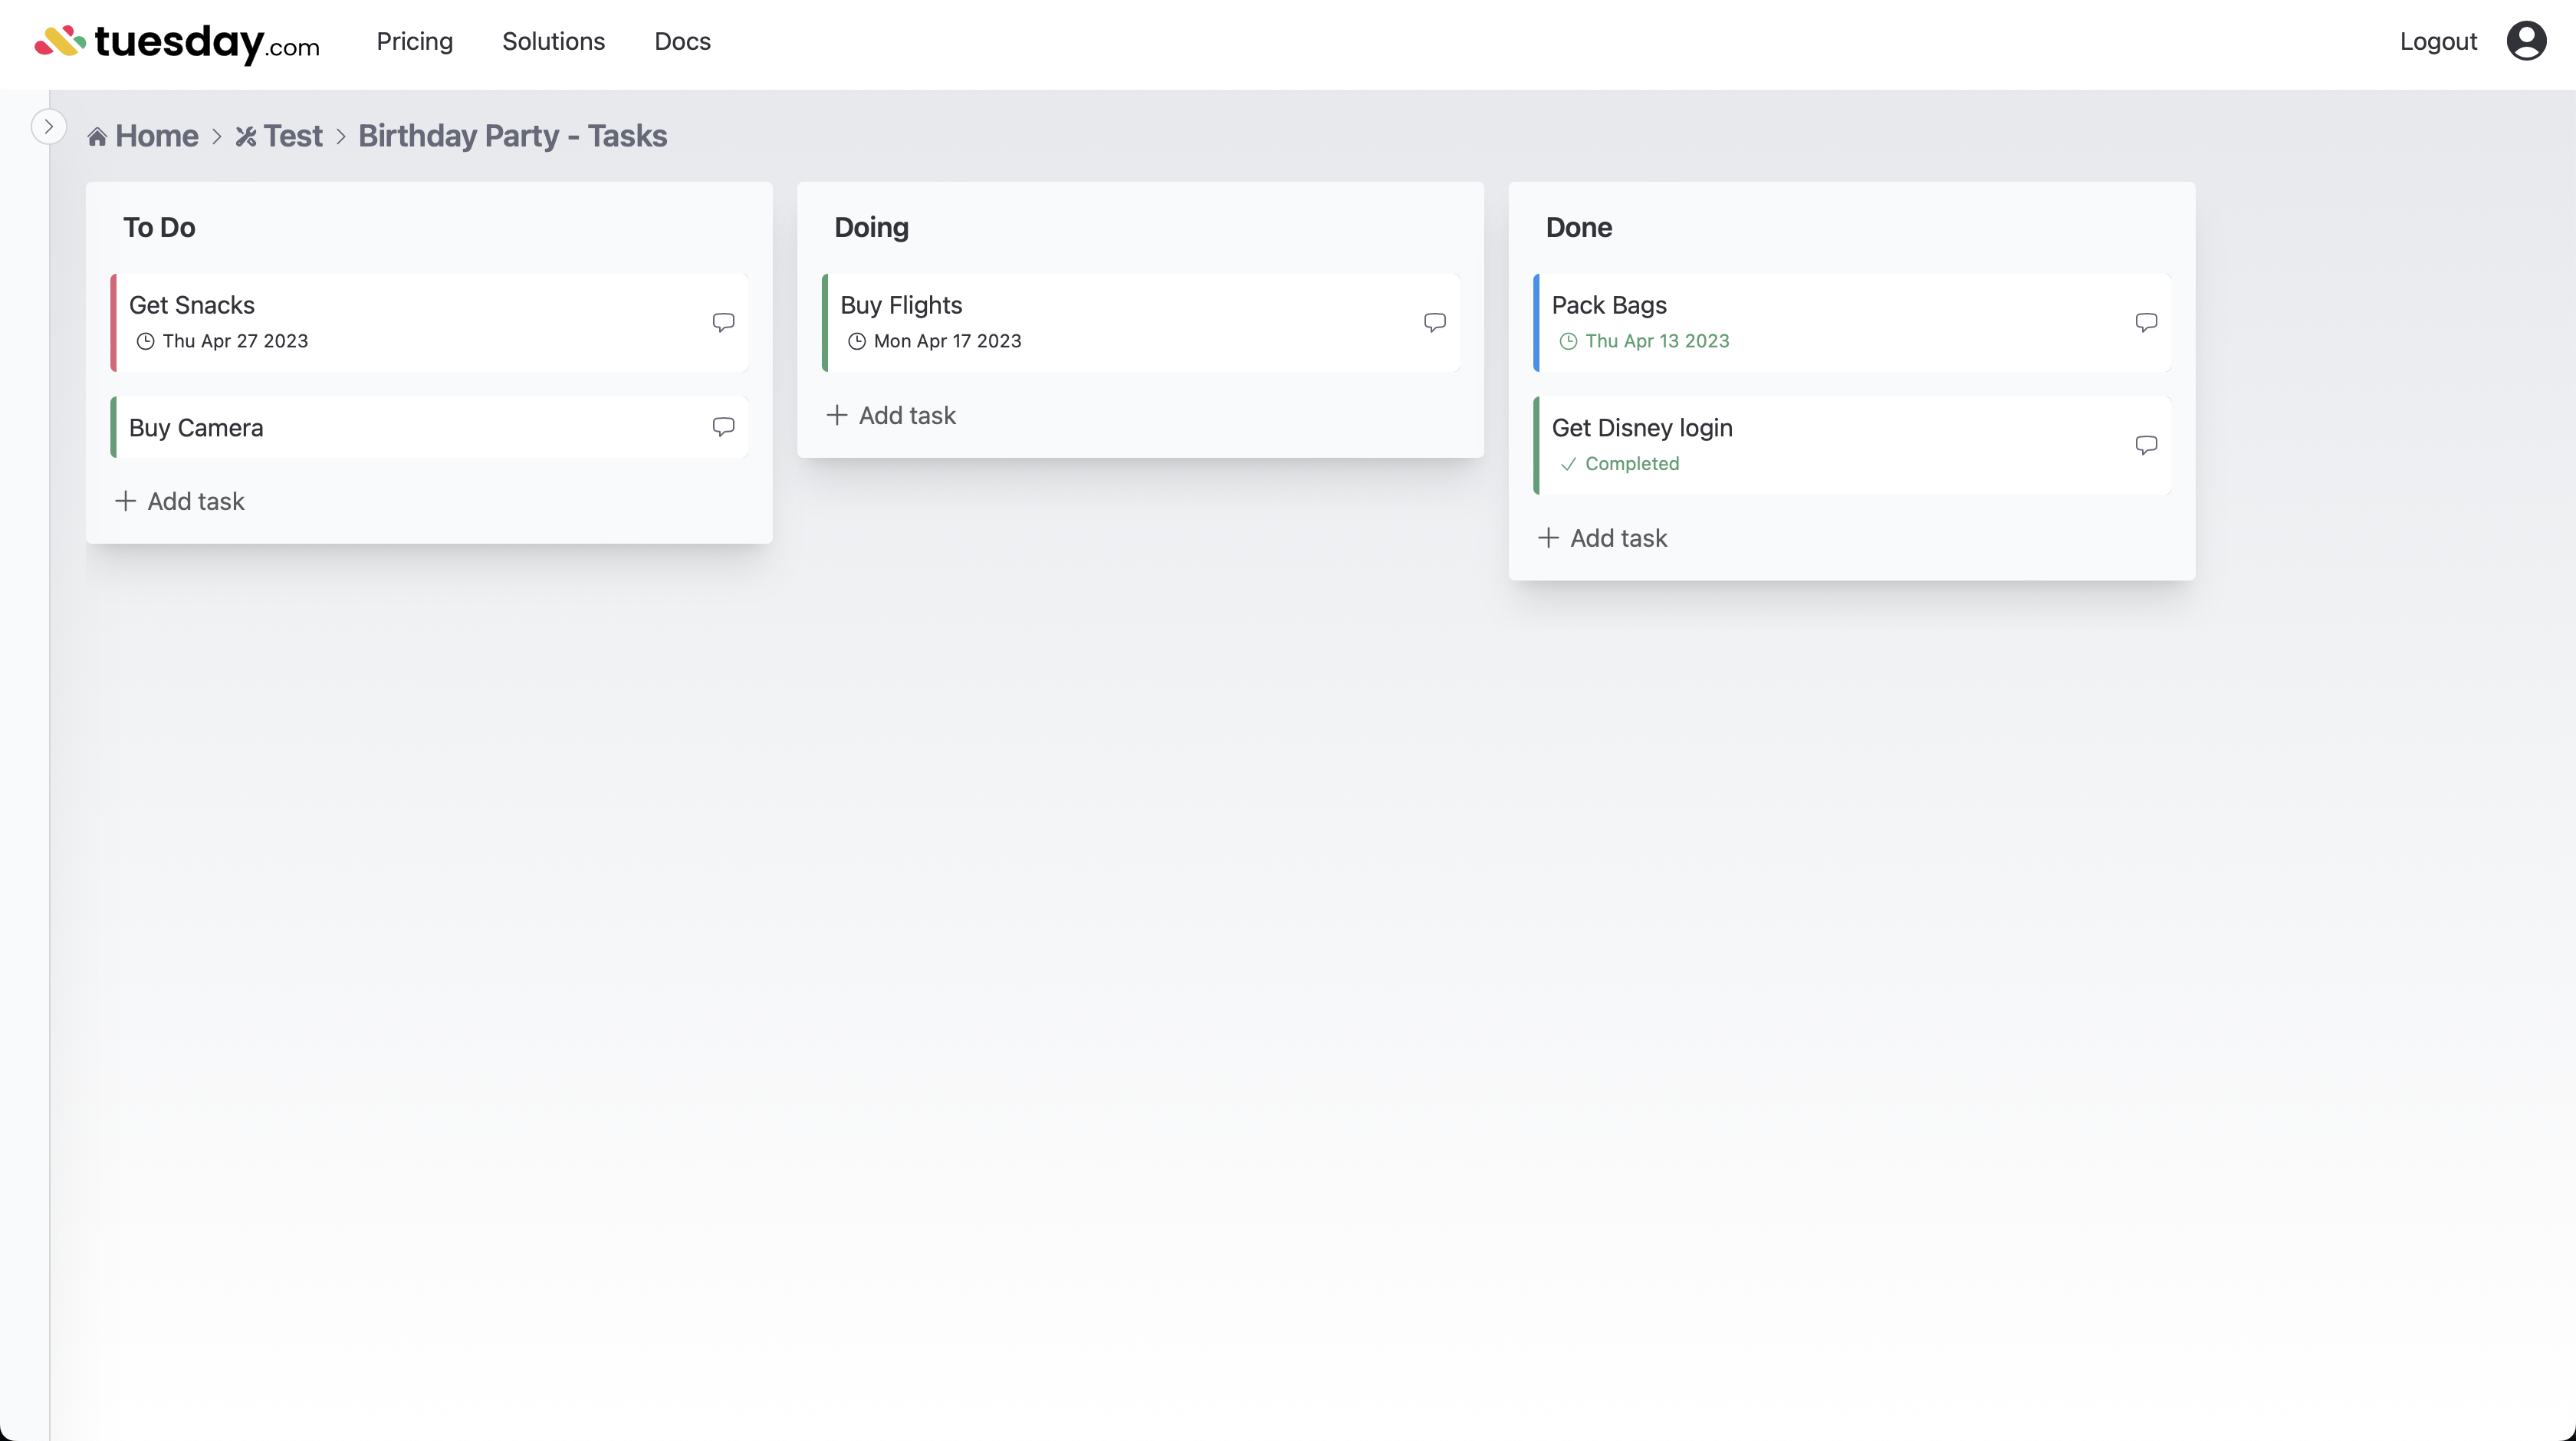 tuesday.com
Pricing
Solutions
Docs
Logout
Home > Test > Birthday Party - Tasks
To Do
Get Snacks
Thu Apr 27 2023
Buy Camera
+ Add task
Doing
Buy Flights
Mon Apr 17 2023
+ Add task
Done
Pack Bags
Thu Apr 13 2023
Get Disney login
Completed
+ Add task